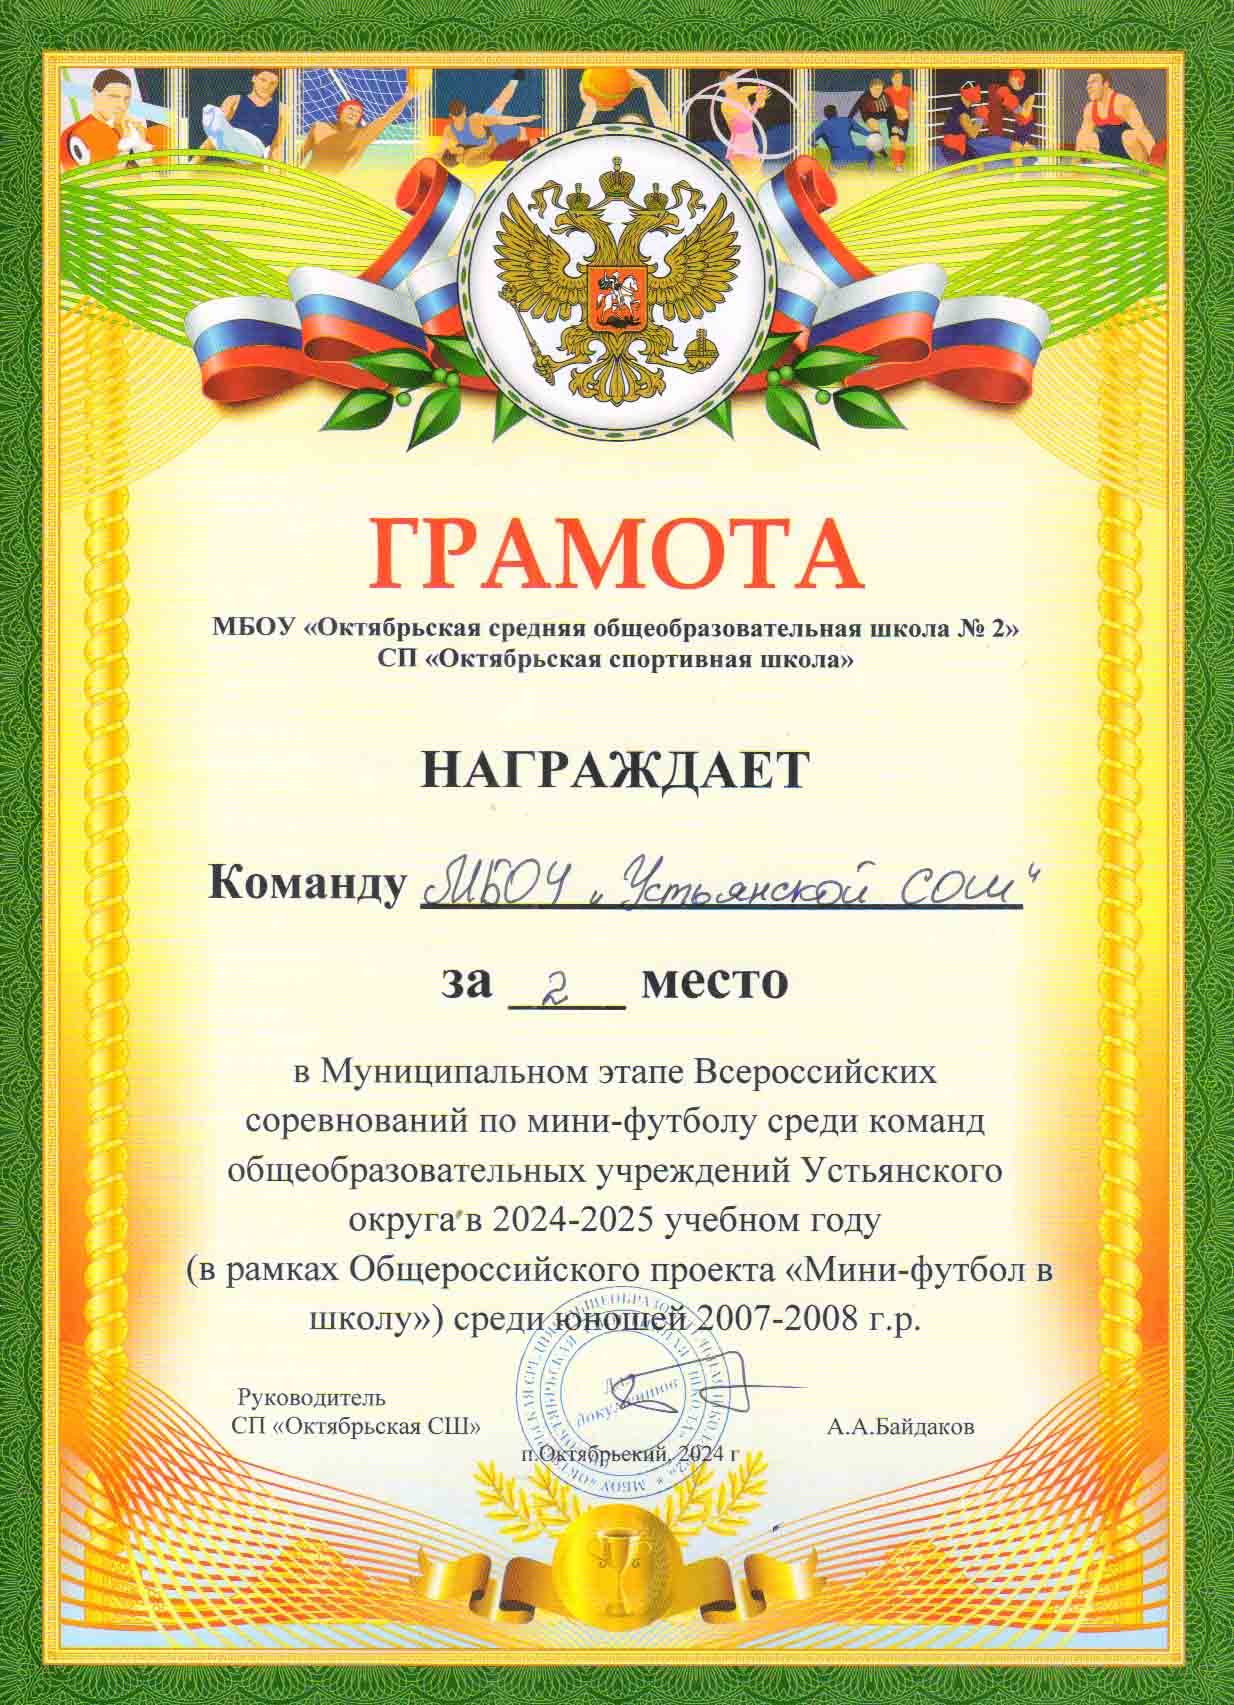 ГРАМОТА
МБОУ «Октябрьская средняя общеобразовательная школа № 2»
СП «Октябрьская спортивная школа»
НАГРАЖДАЕТ
Команду МБОУ „Устьянской СОШ"
за 2 место
в Муниципальном этапе Всероссийских
соревнований по мини-футболу среди команд
общеобразовательных учреждений Устьянского
округа в 2024-2025 учебном году
(в рамках Общероссийского проекта «Мини-футбол в
школу») среди юношей 2007-2008 г.р.
Руководитель
СП «Октябрьская СШ» А.А.Байдаков
п.Октябрьский, 2024 г
Для
документов